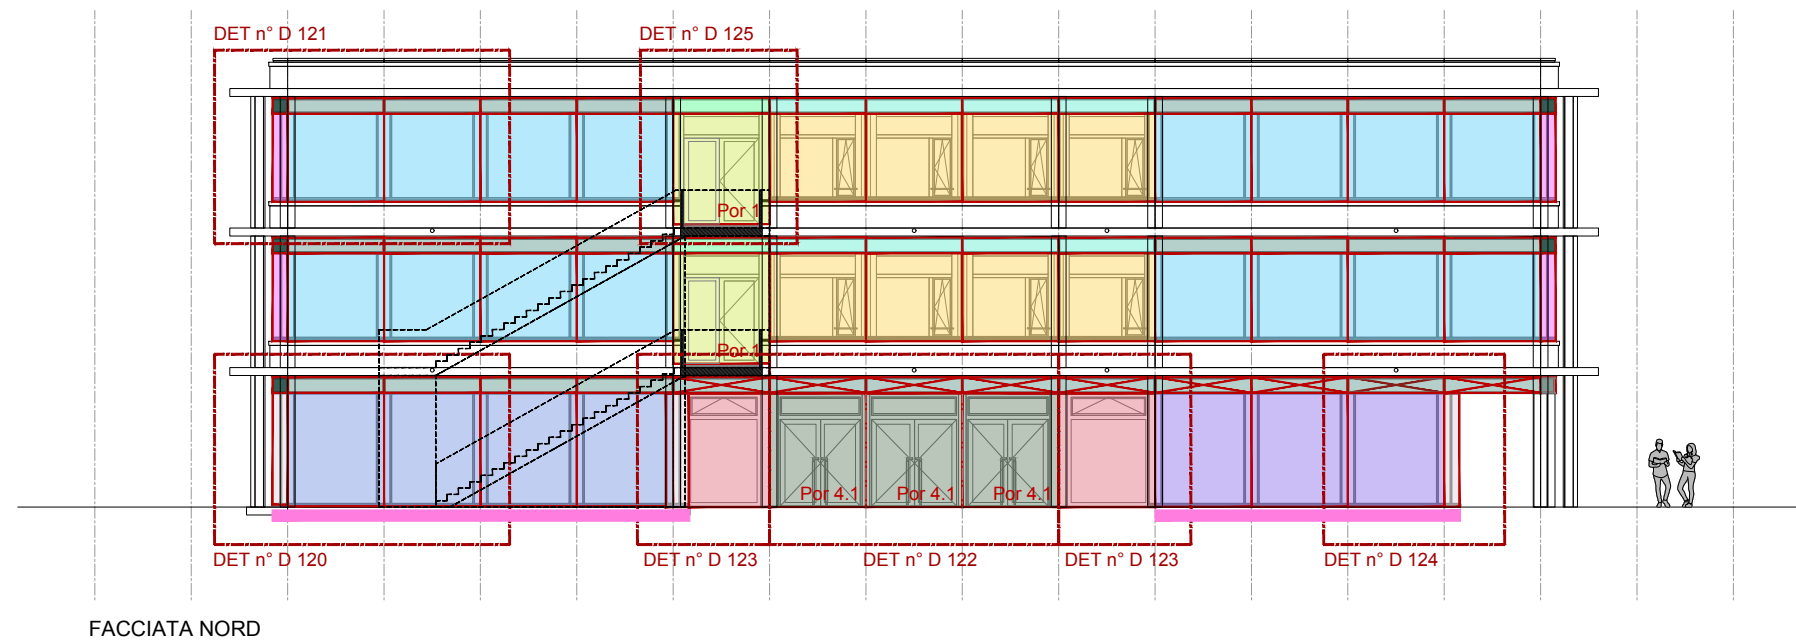 DET n° D 121
DET n° D 125
Por 1
Por 1
Por 4.1
Por 4.1
Por 4.1
DET n° D 120
DET n° D 123
DET n° D 122
DET n° D 123
DET n° D 124
FACCIATA NORD